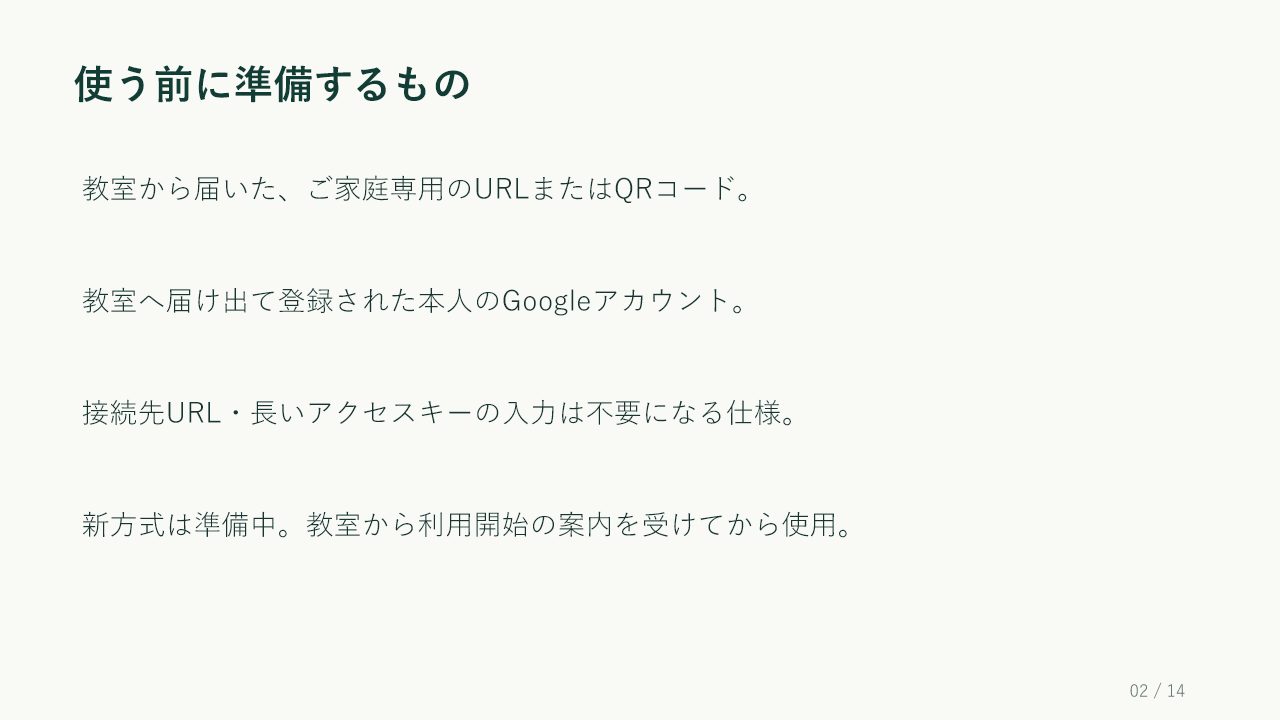 使う前に準備するもの
教室から届いた、ご家庭専用のURLまたはQRコード。
教室へ届け出て登録された本人のGoogleアカウント。
接続先URL・長いアクセスキーの入力は不要になる仕様。
新方式は準備中。教室から利用開始の案内を受けてから使用。
02 / 14